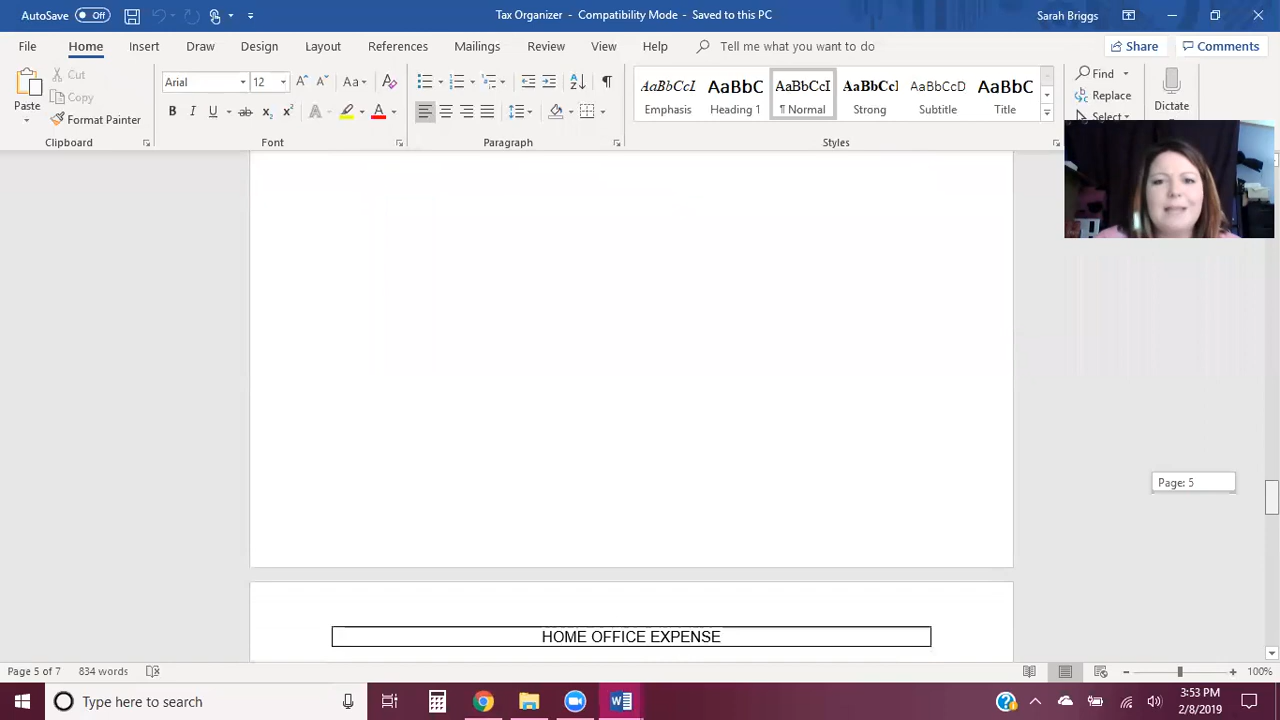 AutoSave Off
Tax Organizer - Compatibility Mode - Saved to this PC
Sarah Briggs
File Home Insert Draw Design Layout References Mailings Review View Help Tell me what you want to do Share Comments
Paste
Cut
Copy
Format Painter
Clipboard
Arial 12
Aa
B I U ab x₂ x² A A
Font
Paragraph
AaBbCcI AaBbC AaBbCcI AaBbCcI AaBbCcD AaBbC
Emphasis Heading 1 ¶ Normal Strong Subtitle Title
Styles
Find
Replace
Select
Dictate
Page: 5
HOME OFFICE EXPENSE
Page 5 of 7 834 words 100%
Type here to search
3:53 PM
2/8/2019